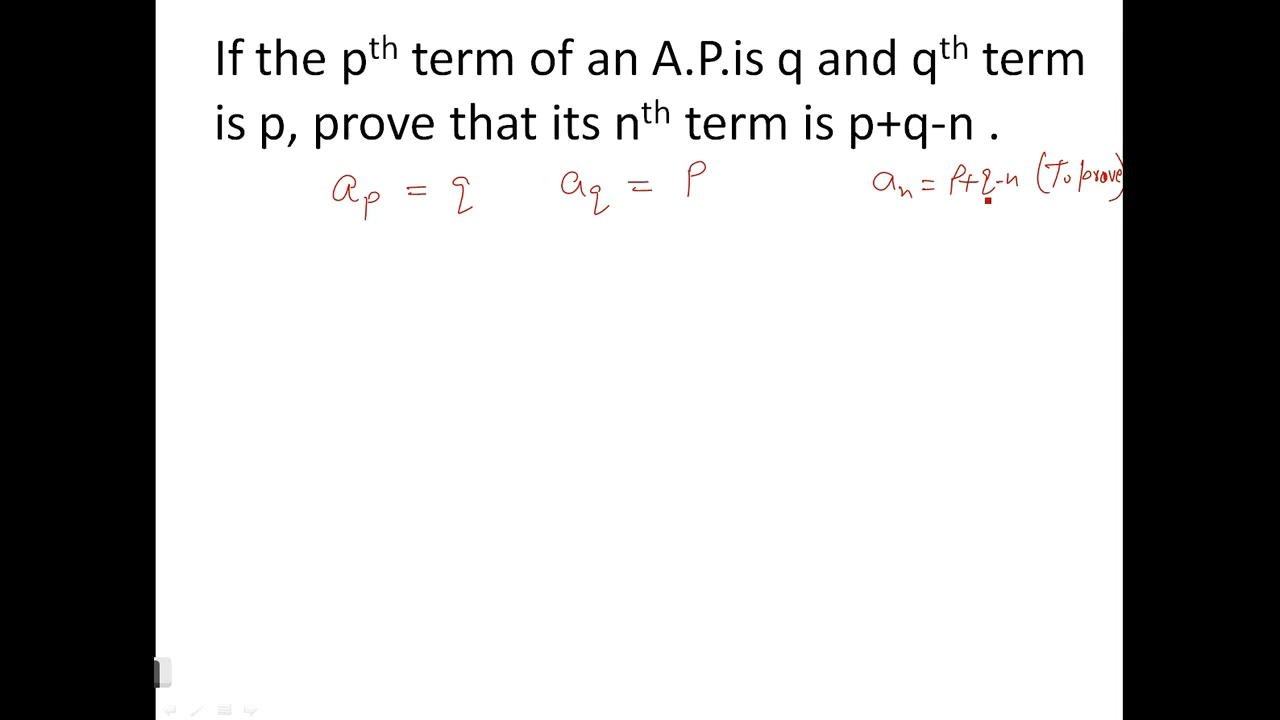 If the pᵗʰ term of an A.P.is q and qᵗʰ term
is p, prove that its nᵗʰ term is p+q-n .
aₚ = q a_q = P aₙ = P+q-n (To prove)